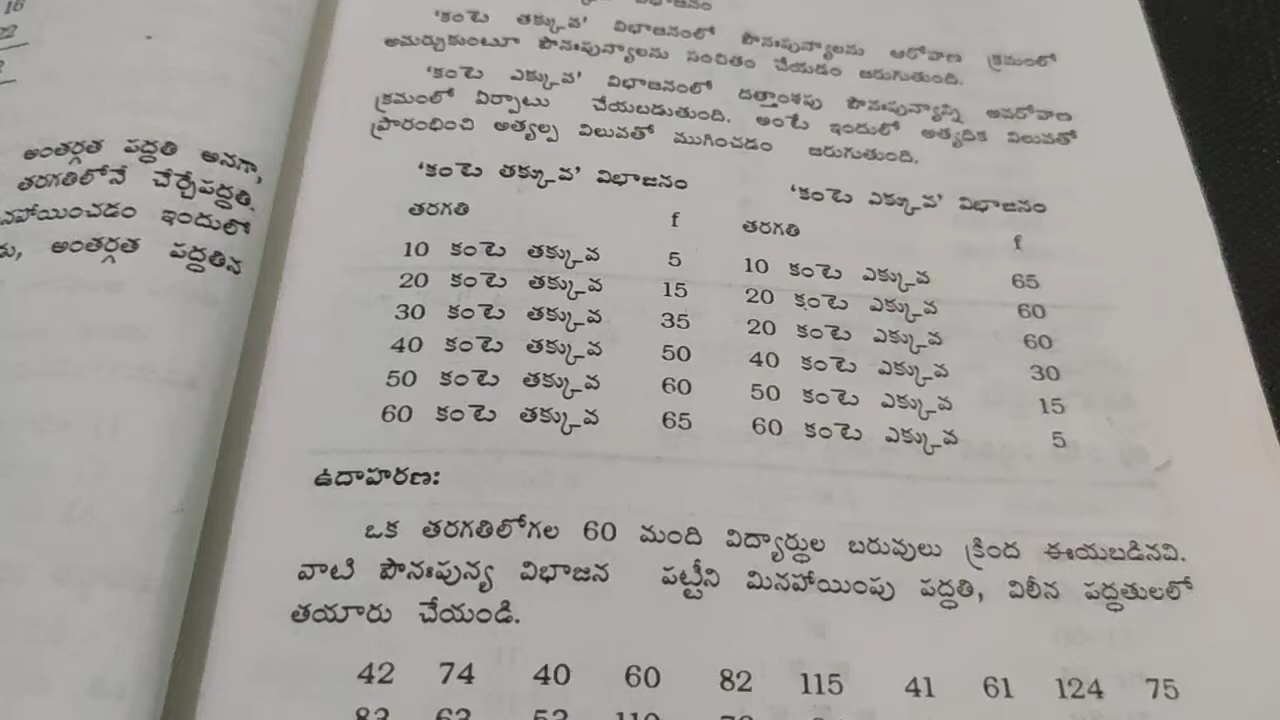 16
అంతర్గత పద్ధతి అనగా,
తరగతిలోనే చేర్చేపద్ధతి.
నహాయించడం ఇందులో
డు, అంతర్గత పద్ధతిన
'కంటె తక్కువ' విభాజనంలో పౌనఃపున్యాలను ఆరోహణ క్రమంలో
అమర్చుకుంటూ పౌనఃపున్యాలను సంచితం చేయడం జరుగుతుంది.
'కంటె ఎక్కువ' విభాజనంలో దత్తాంశపు పౌనఃపున్యాన్ని అవరోహణ
క్రమంలో ఏర్పాటు చేయబడుతుంది. అంటే ఇందులో అత్యధిక విలువతో
ప్రారంభించి అత్యల్ప విలువతో ముగించడం జరుగుతుంది.
'కంటె తక్కువ' విభాజనం 'కంటె ఎక్కువ' విభాజనం
తరగతి f తరగతి f
10 కంటె తక్కువ 5 10 కంటె ఎక్కువ 65
20 కంటె తక్కువ 15 20 కంటె ఎక్కువ 60
30 కంటె తక్కువ 35 20 కంటె ఎక్కువ 60
40 కంటె తక్కువ 50 40 కంటె ఎక్కువ 30
50 కంటె తక్కువ 60 50 కంటె ఎక్కువ 15
60 కంటె తక్కువ 65 60 కంటె ఎక్కువ 5
ఉదాహరణః
ఒక తరగతిలోగల 60 మంది విద్యార్థుల బరువులు క్రింద ఈయబడినవి.
వాటి పౌనఃపున్య విభాజన పట్టీని మినహాయింపు పద్ధతి, విలీన పద్ధతులలో
తయారు చేయండి.
42 74 40 60 82 115 41 61 124 75